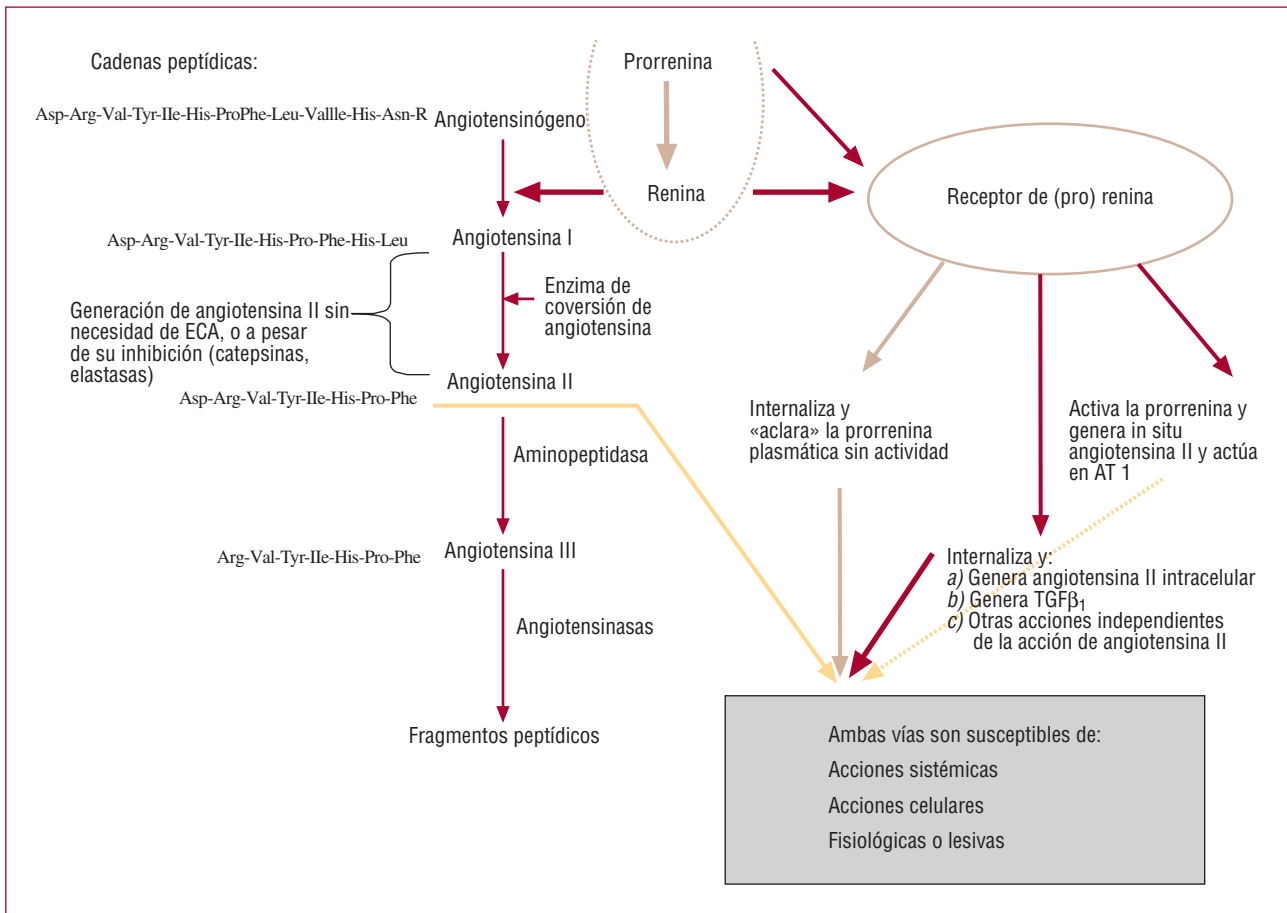 Cadenas peptídicas:
Prorrenina
Asp-Arg-Val-Tyr-IIe-His-ProPhe-Leu-Vallle-His-Asn-R
Angiotensinógeno
Renina
Receptor de (pro) renina
Asp-Arg-Val-Tyr-IIe-His-Pro-Phe-His-Leu
Angiotensina I
Enzima de
coversión de
angiotensina
Generación de angiotensina II sin
necesidad de ECA, o a pesar
de su inhibición (catepsinas,
elastasas)
Angiotensina II
Asp-Arg-Val-Tyr-IIe-His-Pro-Phe
Internaliza y
«aclara» la prorrenina
plasmática sin actividad
Activa la prorrenina y
genera in situ
angiotensina II y actúa
en AT 1
Aminopeptidasa
Arg-Val-Tyr-IIe-His-Pro-Phe
Angiotensina III
Internaliza y:
a) Genera angiotensina II intracelular
b) Genera TGFβ₁
c) Otras acciones independientes
de la acción de angiotensina II
Angiotensinasas
Fragmentos peptídicos
Ambas vías son susceptibles de:
Acciones sistémicas
Acciones celulares
Fisiológicas o lesivas